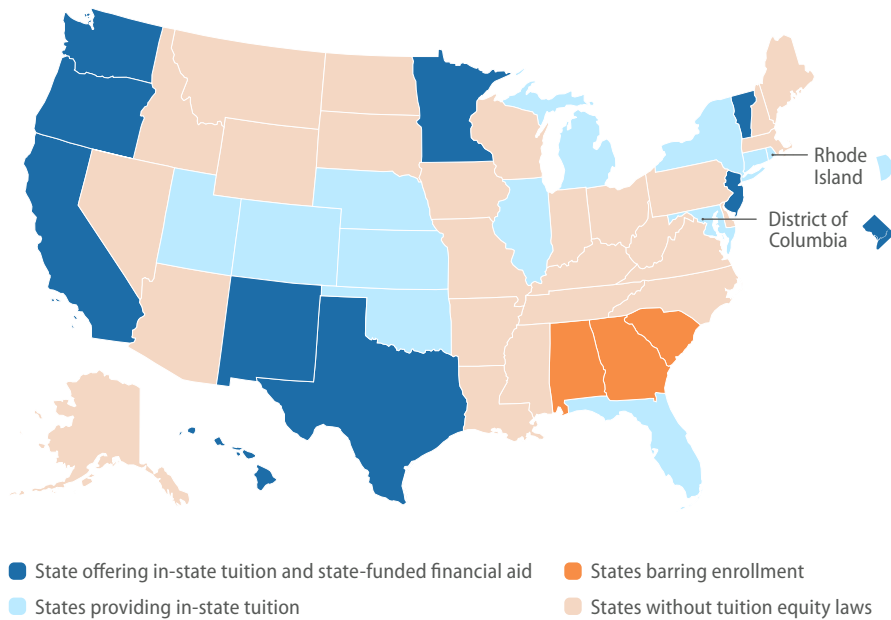 Rhode
Island
District of
Columbia
State offering in-state tuition and state-funded financial aid
States barring enrollment
States providing in-state tuition
States without tuition equity laws